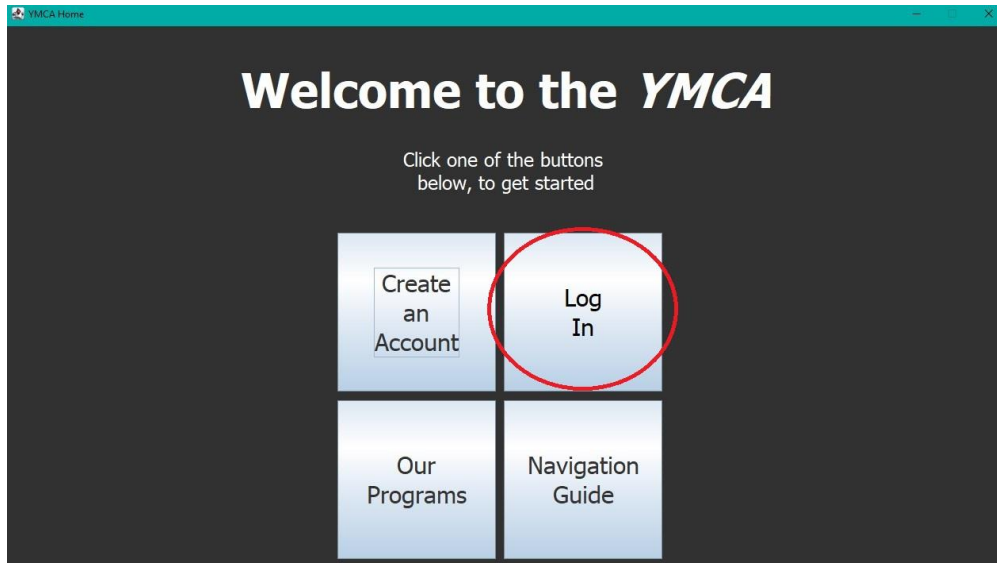 YMCA Home
Welcome to the YMCA
Click one of the buttons
below, to get started
Create
an
Account
Log
In
Our
Programs
Navigation
Guide